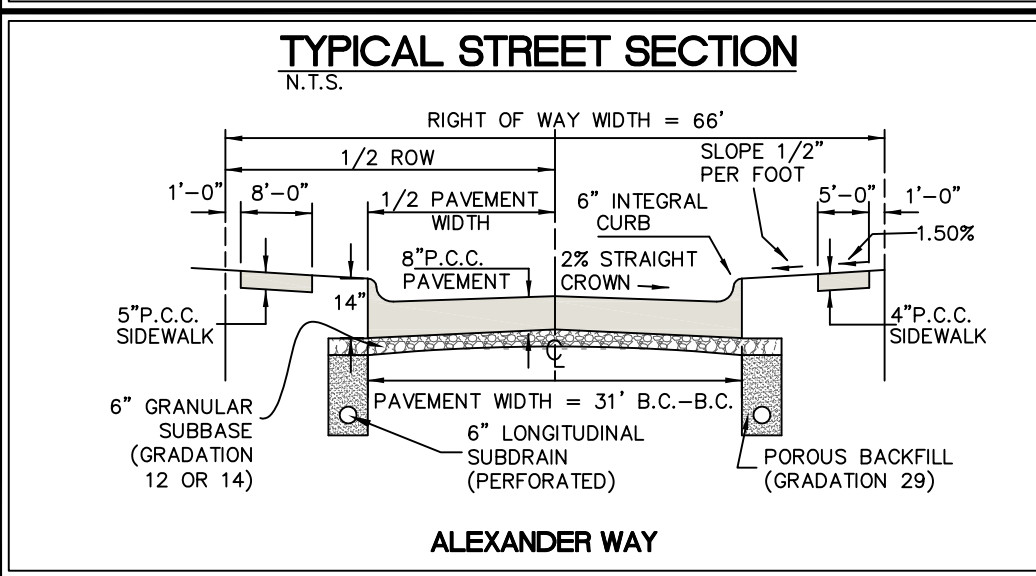 TYPICAL STREET SECTION
N.T.S.
RIGHT OF WAY WIDTH = 66'
1/2 ROW
SLOPE 1/2"
PER FOOT
1'-0"
8'-0"
1/2 PAVEMENT
WIDTH
6" INTEGRAL
CURB
5'-0"
1'-0"
1.50%
8"P.C.C.
PAVEMENT
2% STRAIGHT
CROWN
14"
5"P.C.C.
SIDEWALK
4"P.C.C.
SIDEWALK
CL
PAVEMENT WIDTH = 31' B.C.-B.C.
6" GRANULAR
SUBBASE
(GRADATION
12 OR 14)
6" LONGITUDINAL
SUBDRAIN
(PERFORATED)
POROUS BACKFILL
(GRADATION 29)
ALEXANDER WAY